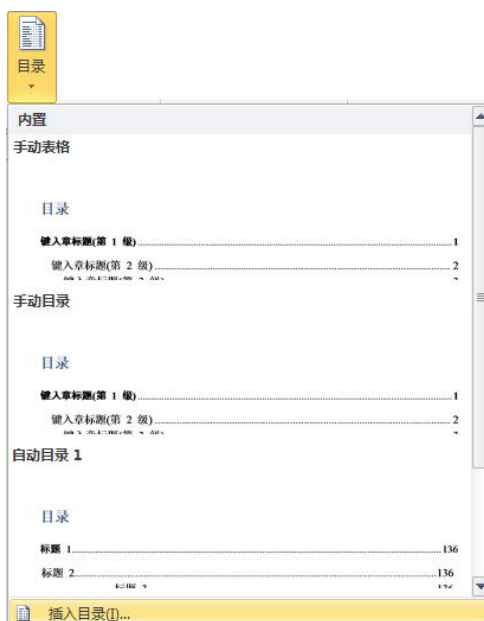 目录
内置
手动表格
目录
键入章标题(第 1 级)........................................1
键入章标题(第 2 级)........................................2
手动目录
目录
键入章标题(第 1 级)........................................1
键入章标题(第 2 级)........................................2
自动目录 1
目录
标题 1........................................136
标题 2........................................136
插入目录(I)...